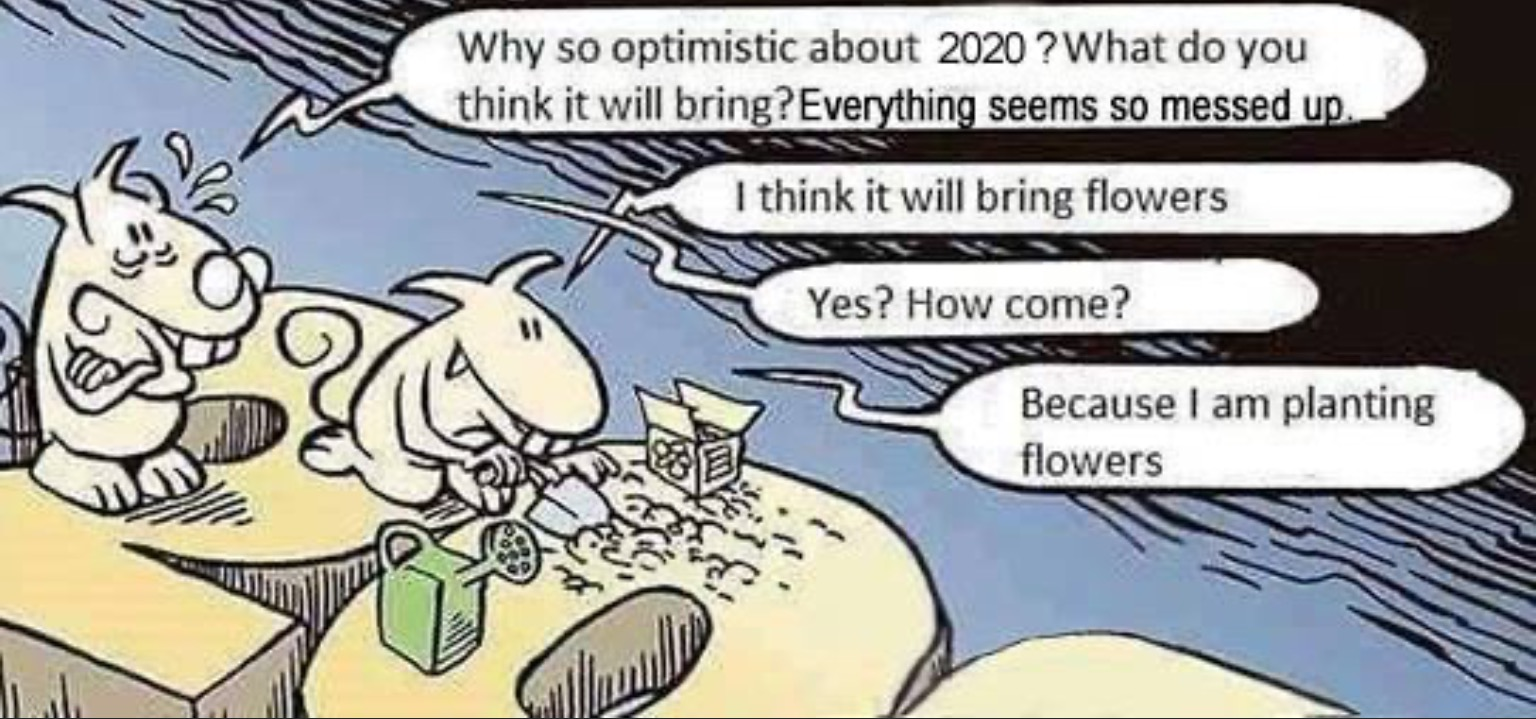 Why so optimistic about 2020 ? What do you
think it will bring? Everything seems so messed up.
I think it will bring flowers
Yes? How come?
Because I am planting
flowers